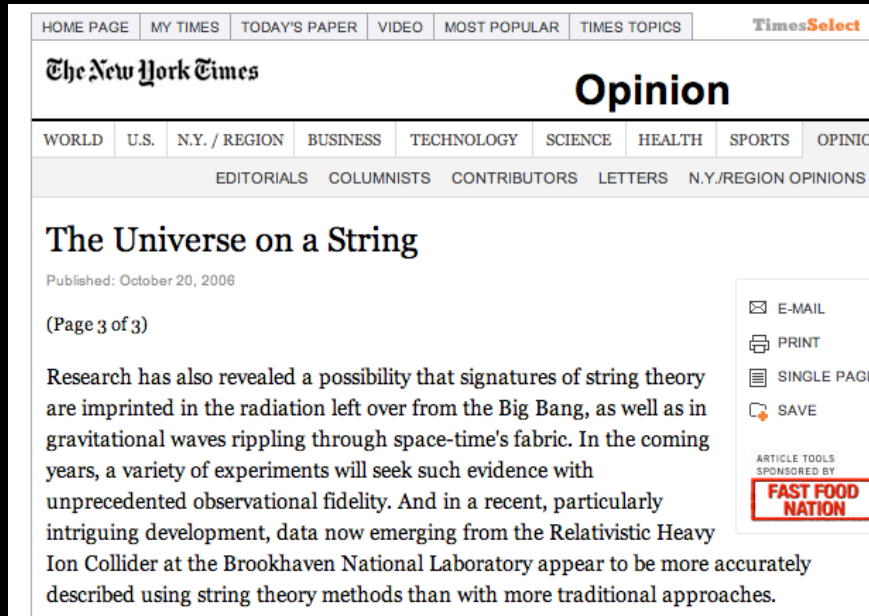 HOME PAGE MY TIMES TODAY'S PAPER VIDEO MOST POPULAR TIMES TOPICS TimesSelect
The New York Times
Opinion
WORLD U.S. N.Y. / REGION BUSINESS TECHNOLOGY SCIENCE HEALTH SPORTS OPINIO
EDITORIALS COLUMNISTS CONTRIBUTORS LETTERS N.Y./REGION OPINIONS
The Universe on a String
Published: October 20, 2006
(Page 3 of 3)
Research has also revealed a possibility that signatures of string theory
are imprinted in the radiation left over from the Big Bang, as well as in
gravitational waves rippling through space-time's fabric. In the coming
years, a variety of experiments will seek such evidence with
unprecedented observational fidelity. And in a recent, particularly
intriguing development, data now emerging from the Relativistic Heavy
Ion Collider at the Brookhaven National Laboratory appear to be more accurately
described using string theory methods than with more traditional approaches.
E-MAIL
PRINT
SINGLE PAGE
SAVE
ARTICLE TOOLS
SPONSORED BY
FAST FOOD
NATION